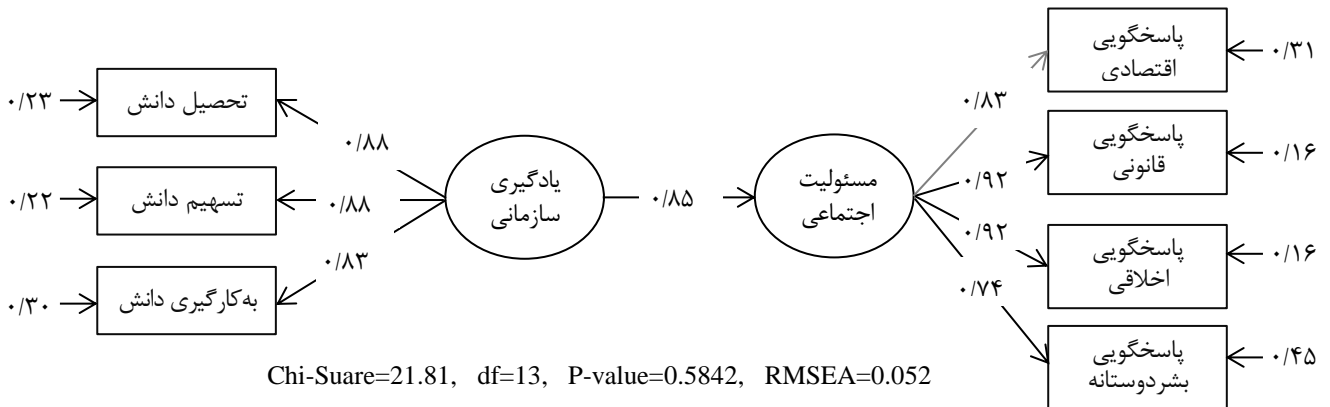 پاسخگویی
اقتصادی
۰/۳۱
۰/۸۳
تحصیل دانش
۰/۲۳
۰/۸۸
پاسخگویی
قانونی
۰/۱۶
۰/۹۲
یادگیری
سازمانی
مسئولیت
اجتماعی
۰/۸۵
تسهیم دانش
۰/۲۲
۰/۸۸
۰/۹۲
پاسخگویی
اخلاقی
۰/۱۶
۰/۸۳
به‌کارگیری دانش
۰/۳۰
۰/۷۴
پاسخگویی
بشردوستانه
۰/۴۵
Chi-Suare=21.81, df=13, P-value=0.5842, RMSEA=0.052